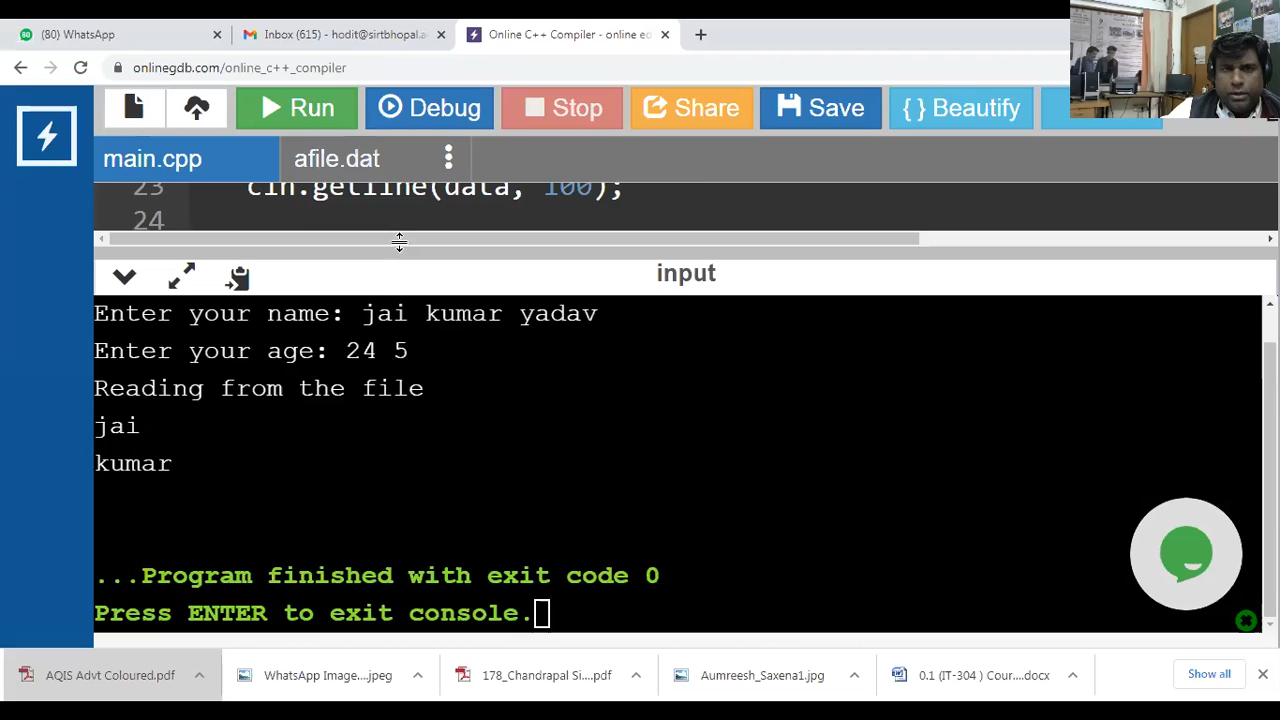 (80) WhatsApp
Inbox (615) - hodit@sirtbhopal.
Online C++ Compiler - online ed
onlinegdb.com/online_c++_compiler
Run
Debug
Stop
Share
Save
{ } Beautify
main.cpp
afile.dat
23 cin.getline(data, 100);
24
input
Enter your name: jai kumar yadav
Enter your age: 24 5
Reading from the file
jai
kumar
...Program finished with exit code 0
Press ENTER to exit console.
AQIS Advt Coloured.pdf
WhatsApp Image....jpeg
178_Chandrapal Si....pdf
Aumreesh_Saxena1.jpg
0.1 (IT-304 ) Cour....docx
Show all